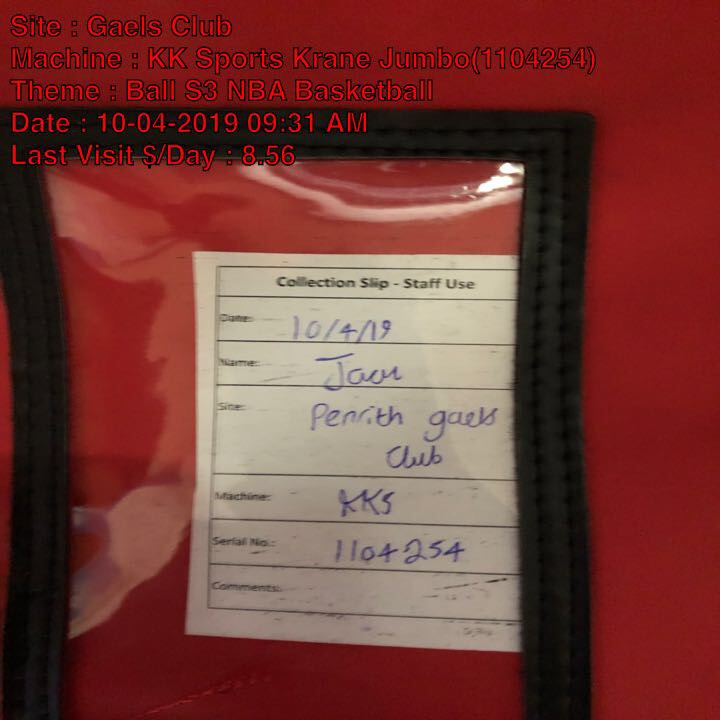 Site : Gaels Club
Machine : KK Sports Krane Jumbo(1104254)
Theme : Ball S3 NBA Basketball
Date : 10-04-2019 09:31 AM
Last Visit $/Day : 8.56
Collection Slip - Staff Use
Date: 10/4/19
Name:
Site: Penrith gaels
Club
Machine: KKS
Serial No.: 1104254
Comments: